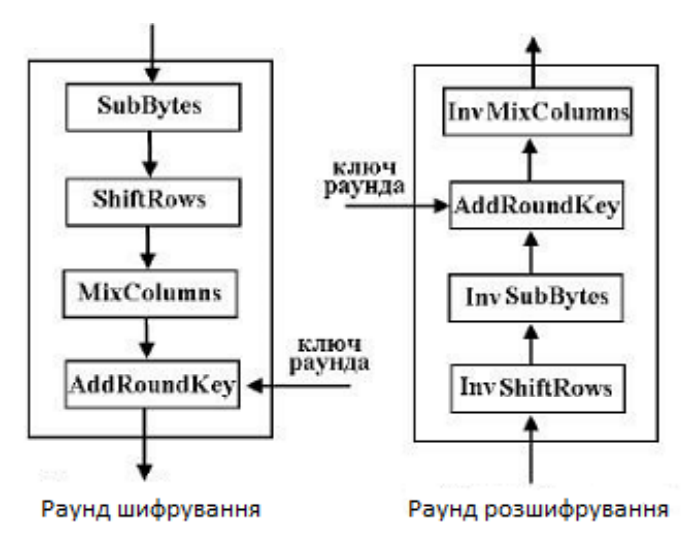 SubBytes
ShiftRows
MixColumns
ключ
раунда
AddRoundKey
Раунд шифрування
InvMixColumns
ключ
раунда
AddRoundKey
InvSubBytes
InvShiftRows
Раунд розшифрування